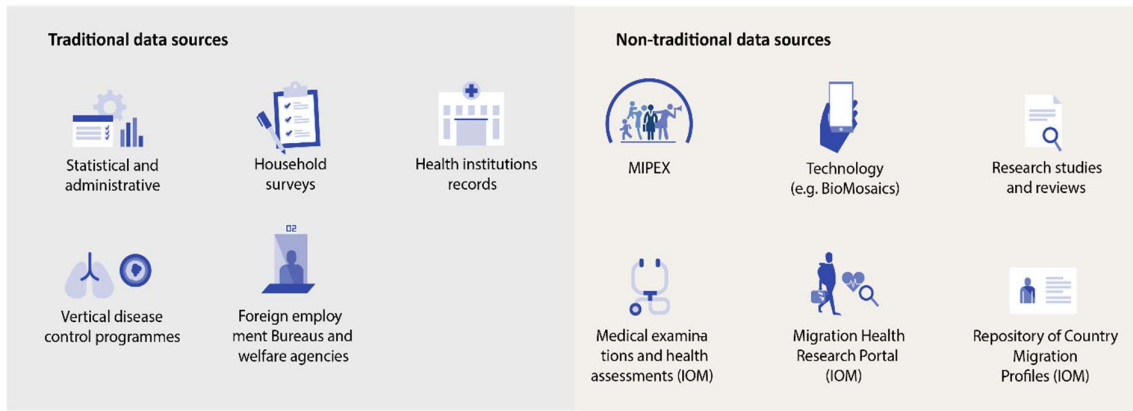 Traditional data sources
Statistical and
administrative
Household
surveys
Health institutions
records
Vertical disease
control programmes
02
Foreign employ
ment Bureaus and
welfare agencies
Non-traditional data sources
MIPEX
Technology
(e.g. BioMosaics)
Research studies
and reviews
Medical examina
tions and health
assessments (IOM)
Migration Health
Research Portal
(IOM)
Repository of Country
Migration
Profiles (IOM)